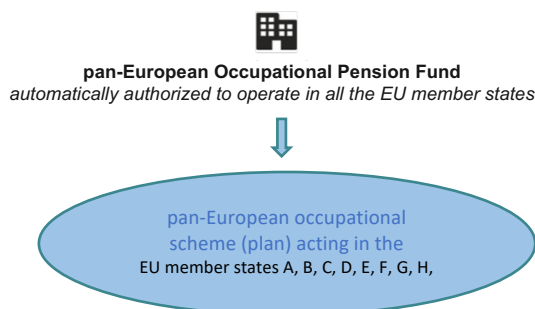 pan-European Occupational Pension Fund
automatically authorized to operate in all the EU member states
pan-European occupational
scheme (plan) acting in the
EU member states A, B, C, D, E, F, G, H,